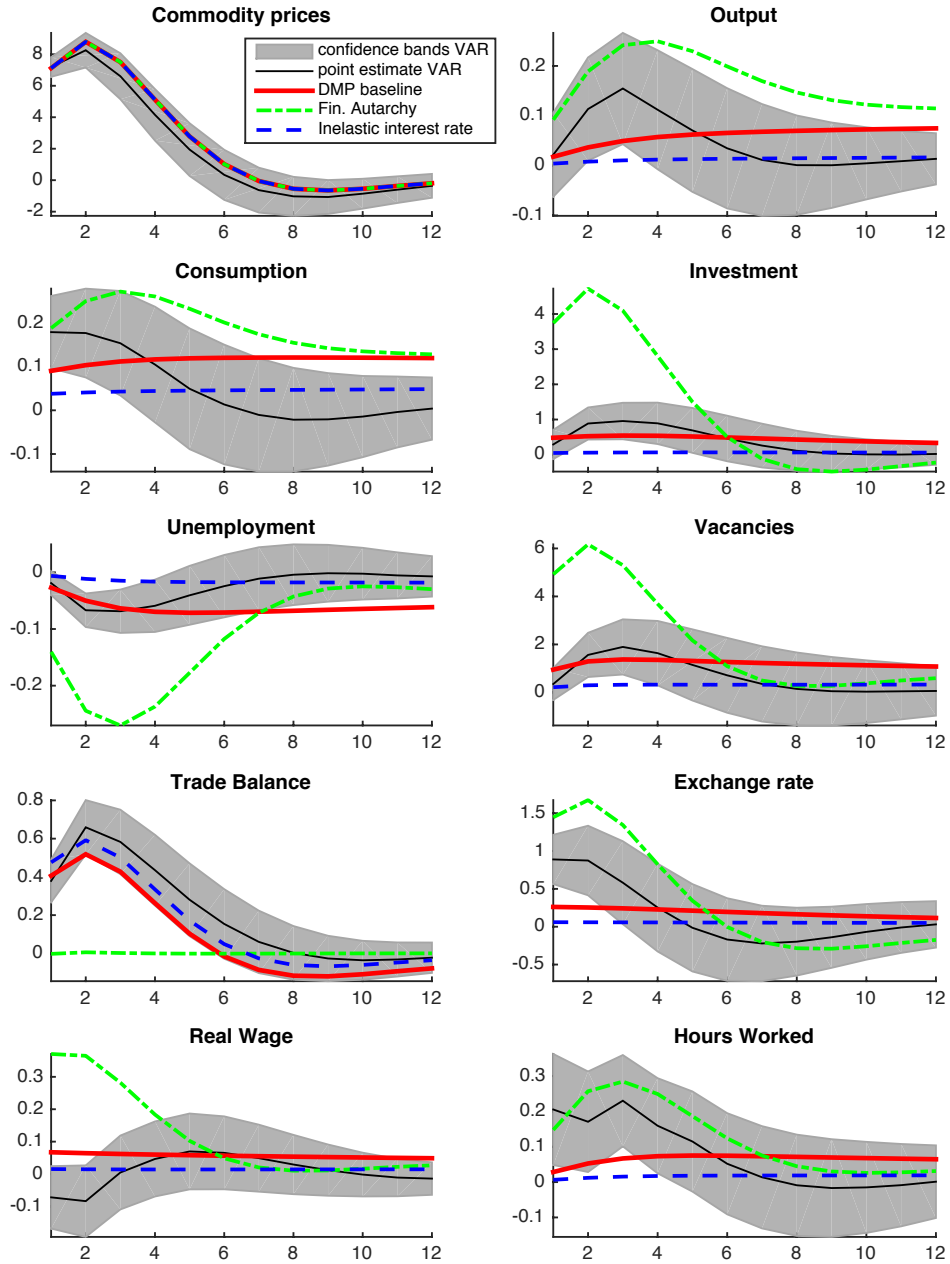 Commodity prices
8
6
4
2
0
-2
2 4 6 8 10 12
confidence bands VAR
point estimate VAR
DMP baseline
Fin. Autarchy
Inelastic interest rate
Output
0.2
0.1
0
-0.1
2 4 6 8 10 12
Consumption
0.2
0.1
0
-0.1
2 4 6 8 10 12
Investment
4
3
2
1
0
2 4 6 8 10 12
Unemployment
0
-0.1
-0.2
2 4 6 8 10 12
Vacancies
6
4
2
0
2 4 6 8 10 12
Trade Balance
0.8
0.6
0.4
0.2
0
2 4 6 8 10 12
Exchange rate
1.5
1
0.5
0
-0.5
2 4 6 8 10 12
Real Wage
0.3
0.2
0.1
0
-0.1
2 4 6 8 10 12
Hours Worked
0.3
0.2
0.1
0
-0.1
2 4 6 8 10 12